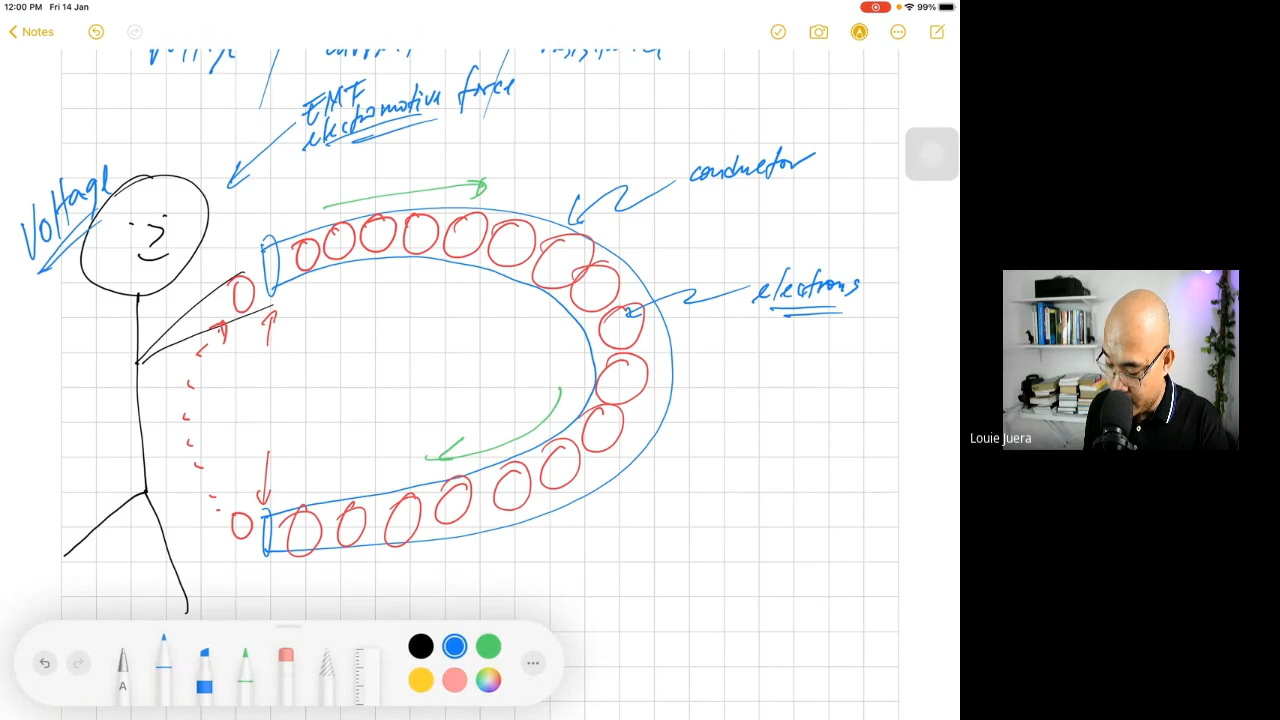 12:00 PM Fri 14 Jan
99%
Notes
EMF
electromotive force
Voltage
conductor
electrons
Louie Juera
A